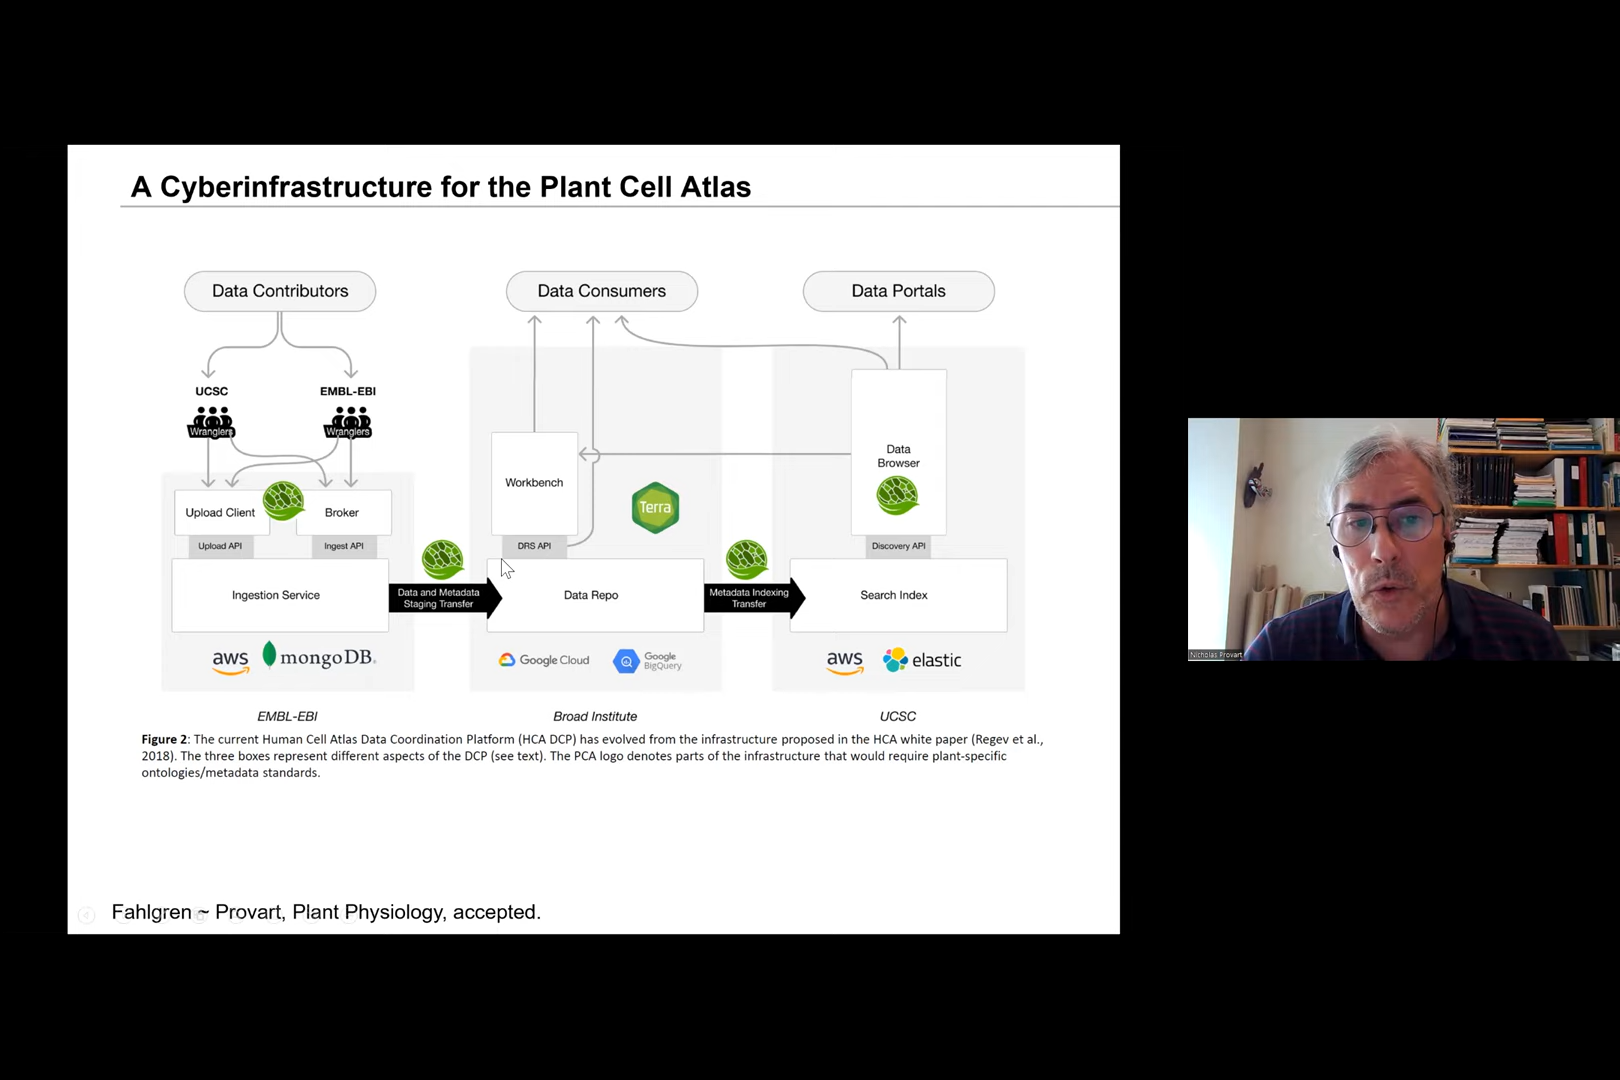 A Cyberinfrastructure for the Plant Cell Atlas
Data Contributors
Data Consumers
Data Portals
UCSC
EMBL-EBI
Wranglers
Wranglers
Upload Client
Broker
Upload API
Ingest API
Ingestion Service
aws
mongoDB
EMBL-EBI
Data and Metadata
Staging Transfer
Workbench
Terra
DRS API
Data Repo
Google Cloud
Google
BigQuery
Broad Institute
Metadata Indexing
Transfer
Data
Browser
Discovery API
Search Index
aws
elastic
UCSC
Figure 2: The current Human Cell Atlas Data Coordination Platform (HCA DCP) has evolved from the infrastructure proposed in the HCA white paper (Regev et al.,
2018). The three boxes represent different aspects of the DCP (see text). The PCA logo denotes parts of the infrastructure that would require plant-specific
ontologies/metadata standards.
Fahlgren ~ Provart, Plant Physiology, accepted.
Nicholas Provart